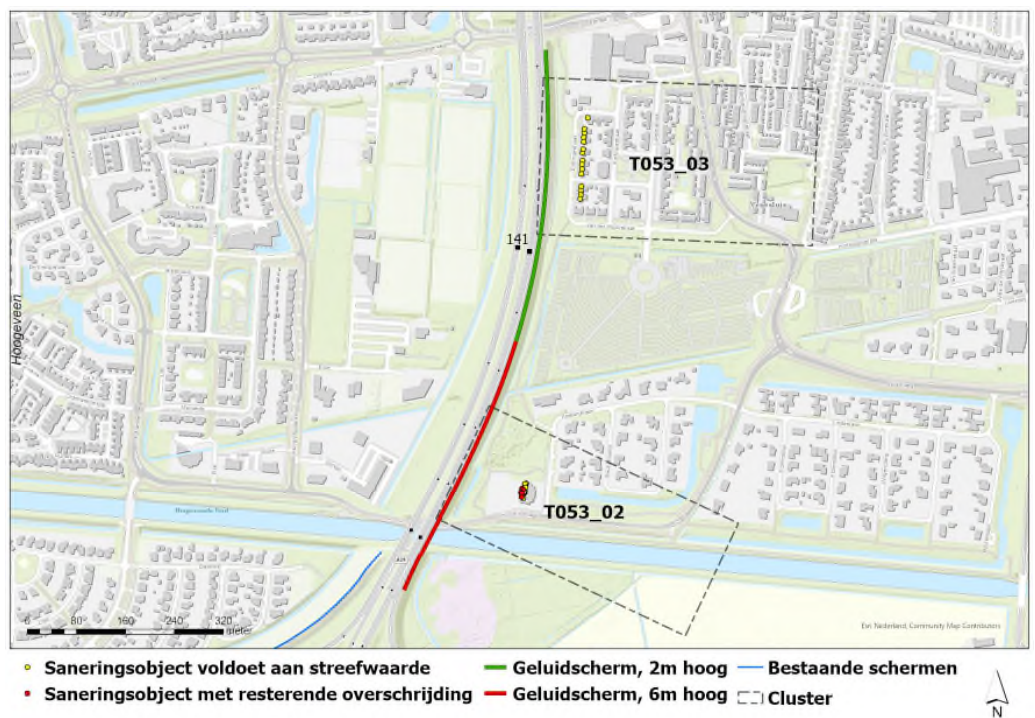 T053_03
141
Hoogeveen
T053_02
0 80 160 240 320
meter
Esri Nederland, Community Map Contributors
Saneringsobject voldoet aan streefwaarde
Geluidscherm, 2m hoog
Bestaande schermen
Saneringsobject met resterende overschrijding
Geluidscherm, 6m hoog
Cluster
N